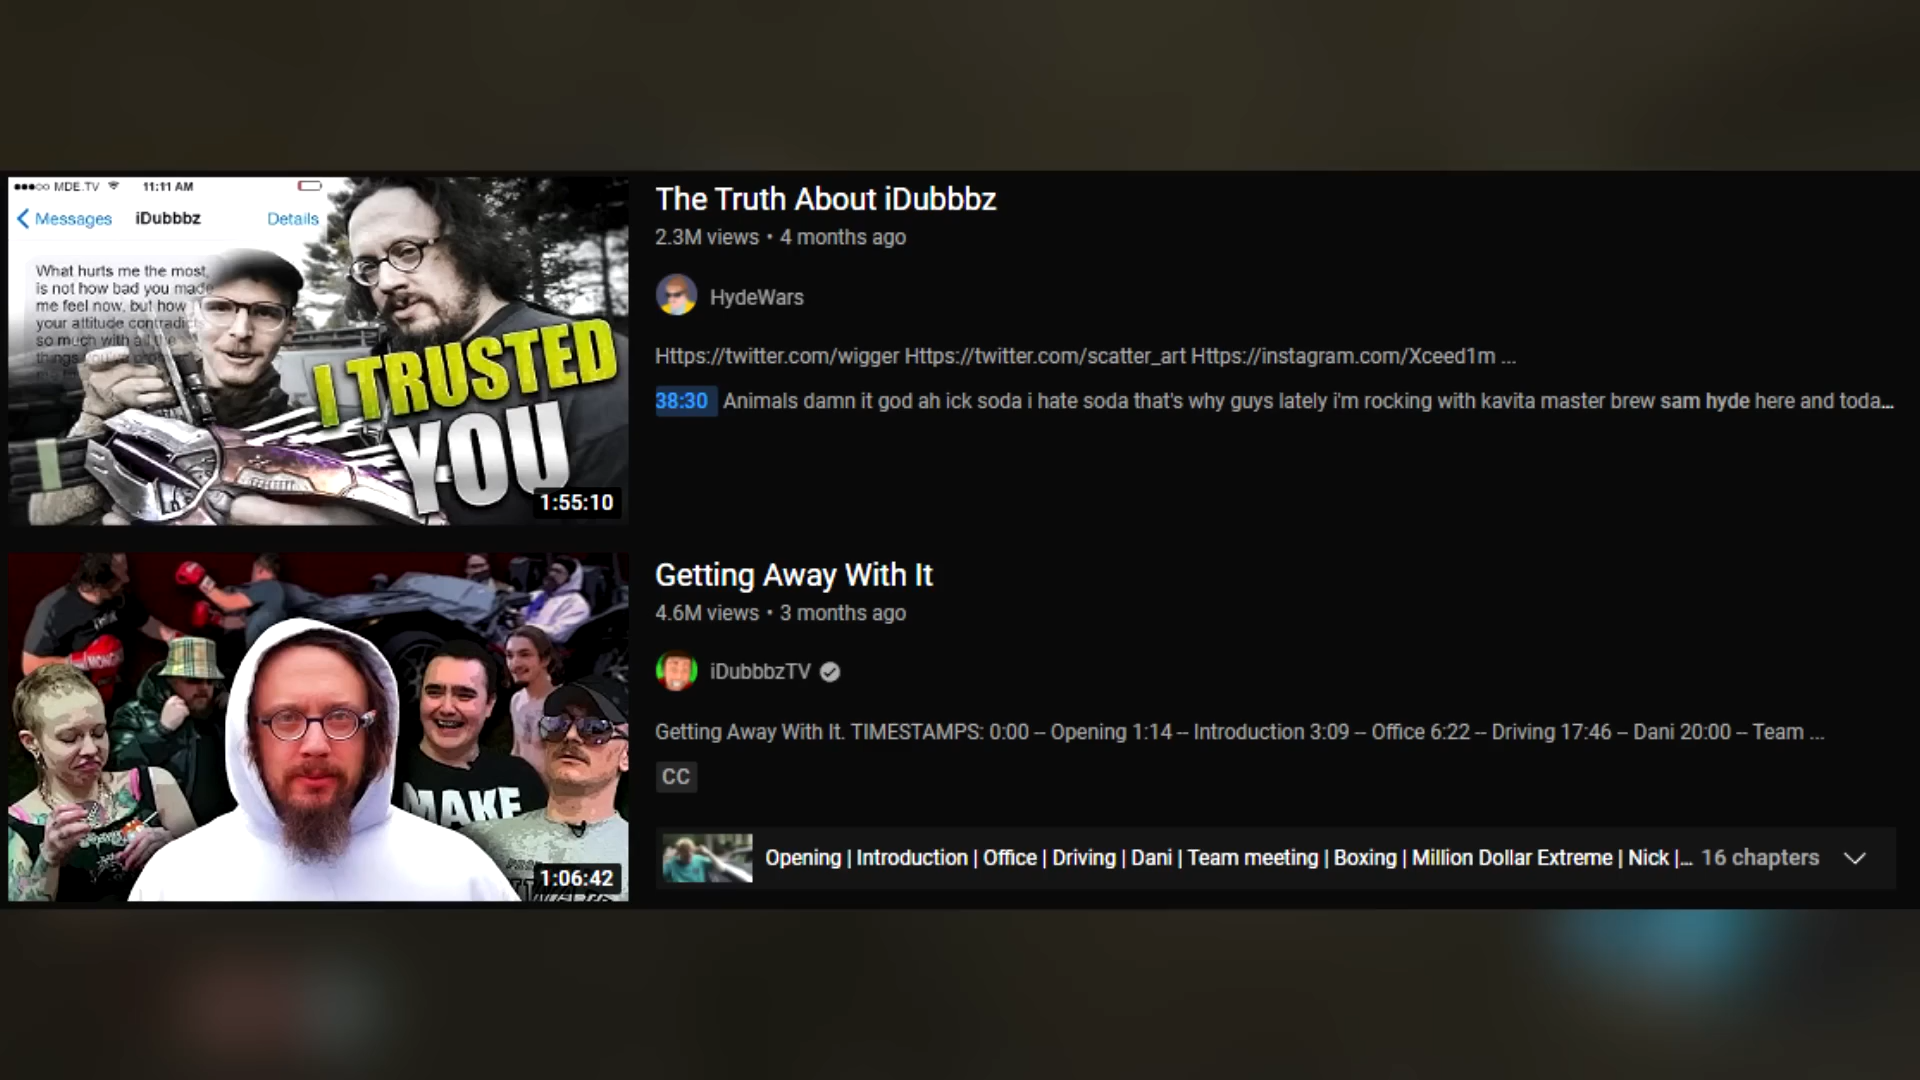 MDE.TV 11:11 AM
Messages iDubbbz Details
What hurts me the most,
is not how bad you made
me feel now, but how
your attitude contradicts
so much with all the
things you've
I TRUSTED
YOU
1:55:10
The Truth About iDubbbz
2.3M views • 4 months ago
HydeWars
Https://twitter.com/wigger Https://twitter.com/scatter_art Https://instagram.com/Xceed1m ...
38:30 Animals damn it god ah ick soda i hate soda that's why guys lately i'm rocking with kavita master brew sam hyde here and toda...
MAKE
1:06:42
Getting Away With It
4.6M views • 3 months ago
iDubbbzTV
Getting Away With It. TIMESTAMPS: 0:00 – Opening 1:14 – Introduction 3:09 – Office 6:22 – Driving 17:46 – Dani 20:00 – Team ...
CC
Opening | Introduction | Office | Driving | Dani | Team meeting | Boxing | Million Dollar Extreme | Nick |... 16 chapters